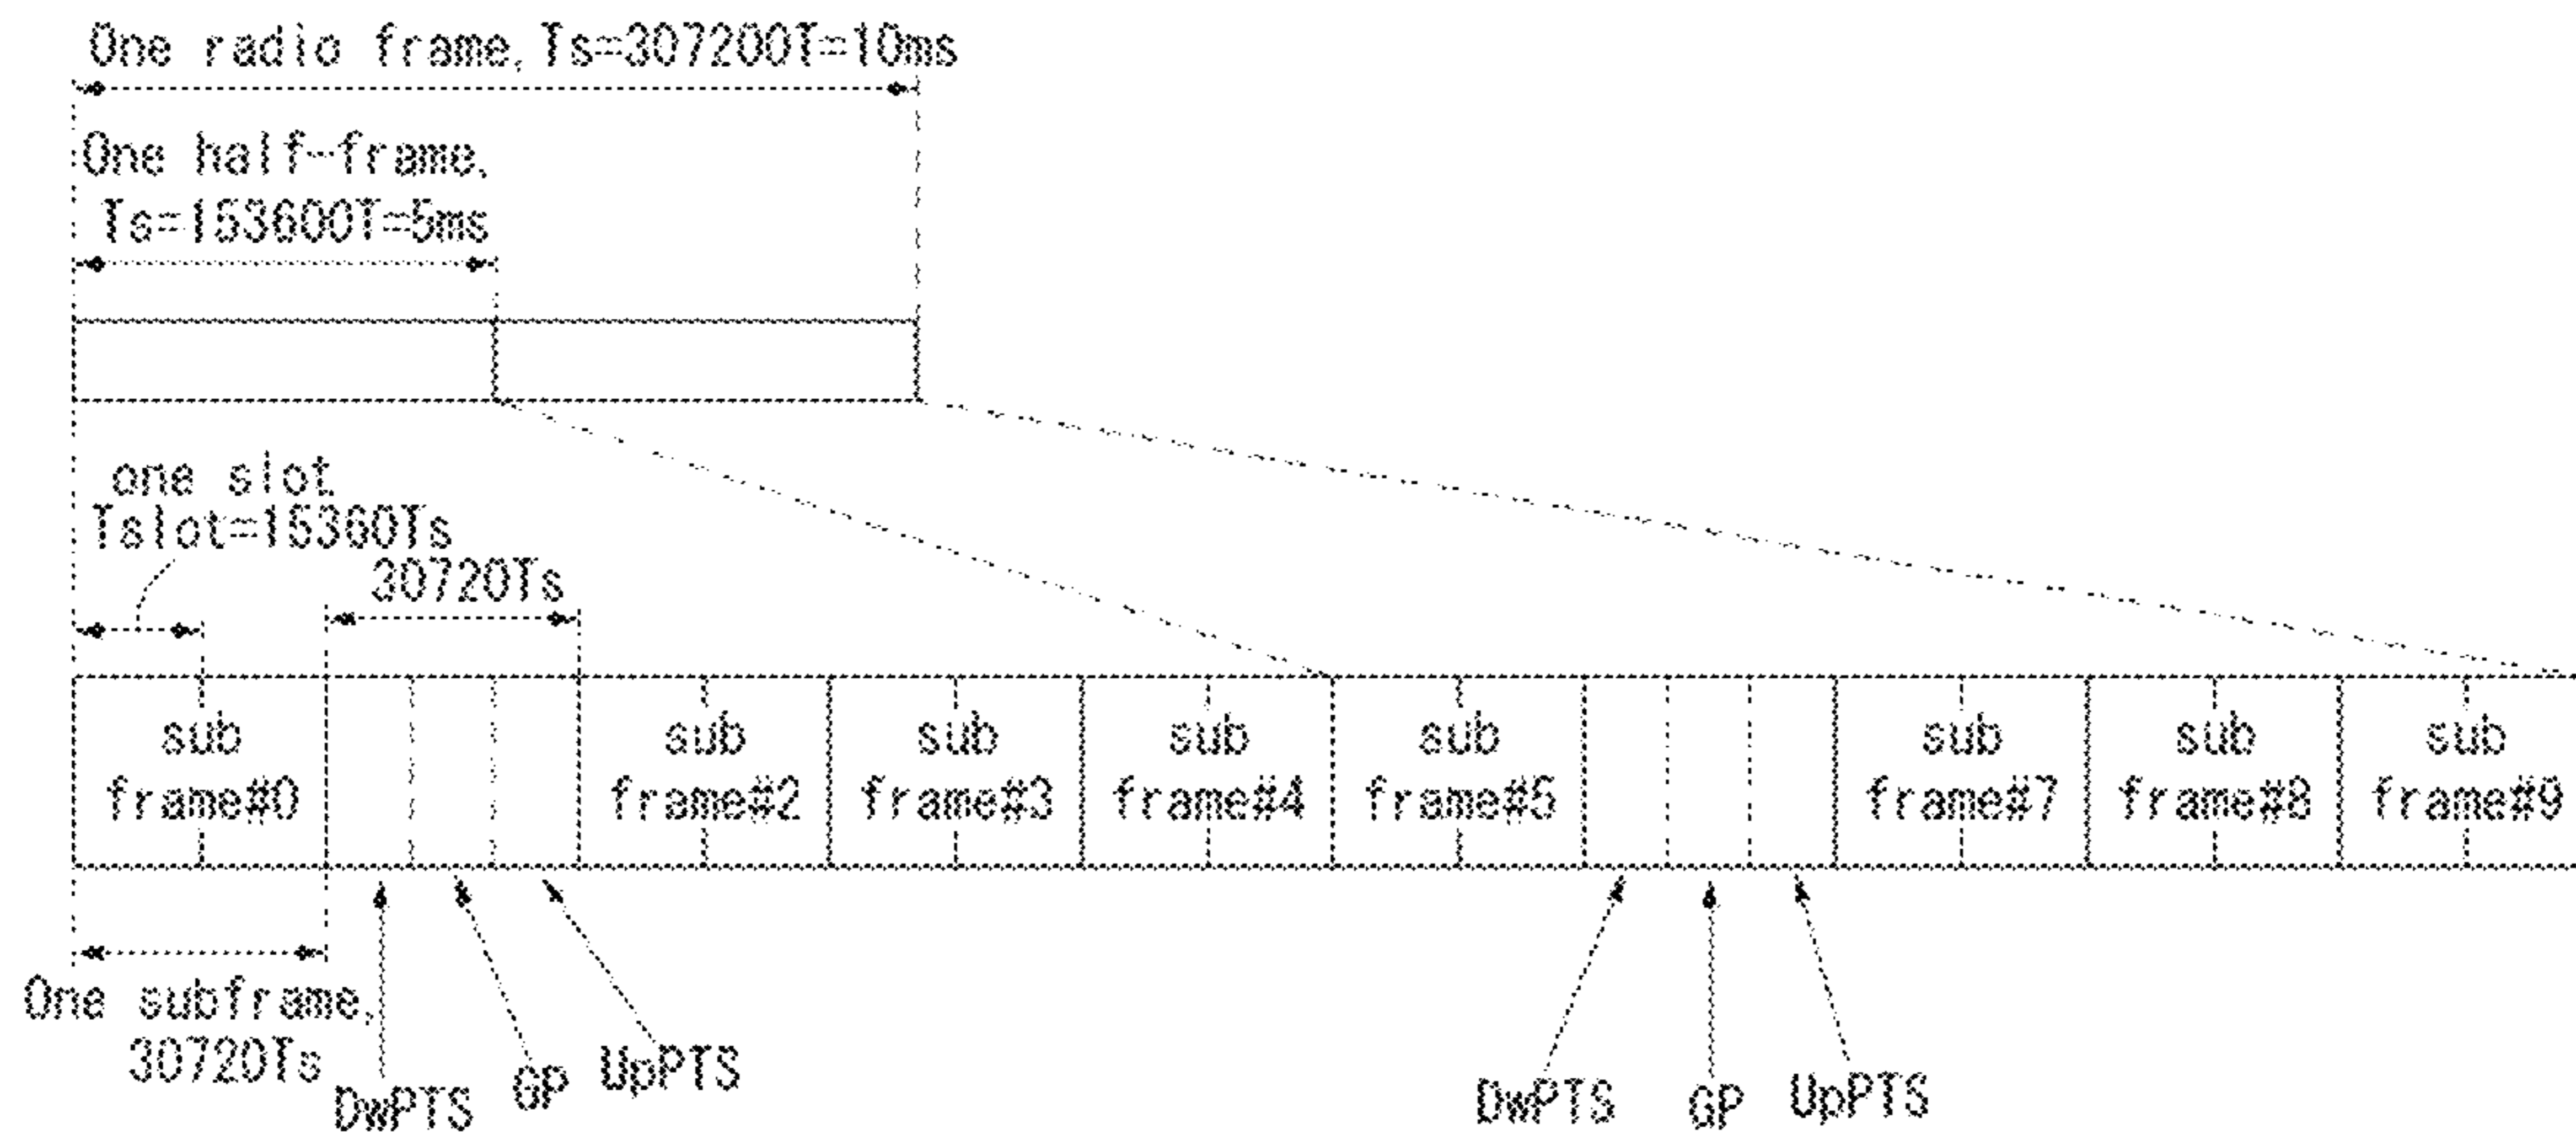 One radio frame, Ts=307200T=10ms
One half-frame,
Ts=153600T=5ms
one slot,
Tslot=15360Ts
30720Ts
sub
frame#0
sub
frame#2
sub
frame#3
sub
frame#4
sub
frame#5
sub
frame#7
sub
frame#8
sub
frame#9
One subframe,
30720Ts
DwPTS
GP
UpPTS
DwPTS
GP
UpPTS